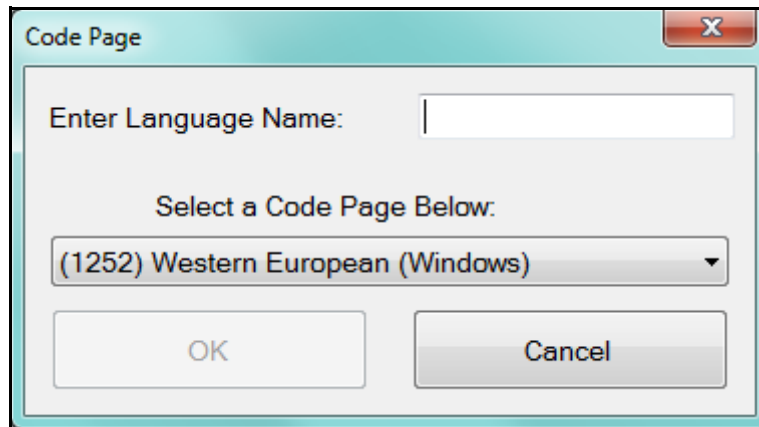 Code Page
Enter Language Name:
Select a Code Page Below:
(1252) Western European (Windows)
OK Cancel